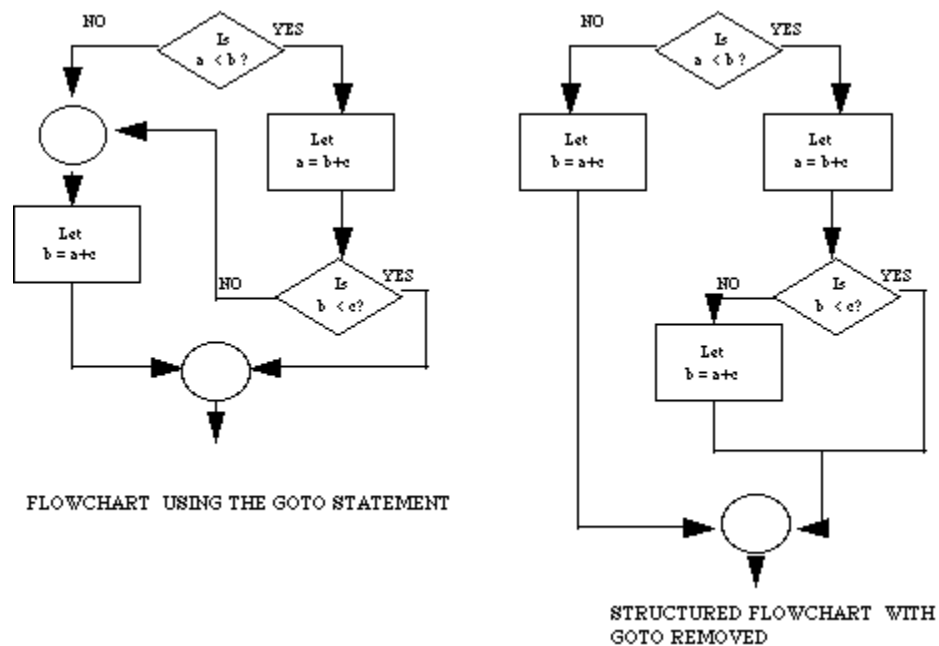 NO
Is
a < b ?
YES
Let
a = b+c
Let
b = a+c
NO
Is
b < c?
YES
FLOWCHART USING THE GOTO STATEMENT
NO
Is
a < b ?
YES
Let
b = a+c
Let
a = b+c
NO
Is
b < c?
YES
Let
b = a+c
STRUCTURED FLOWCHART WITH
GOTO REMOVED